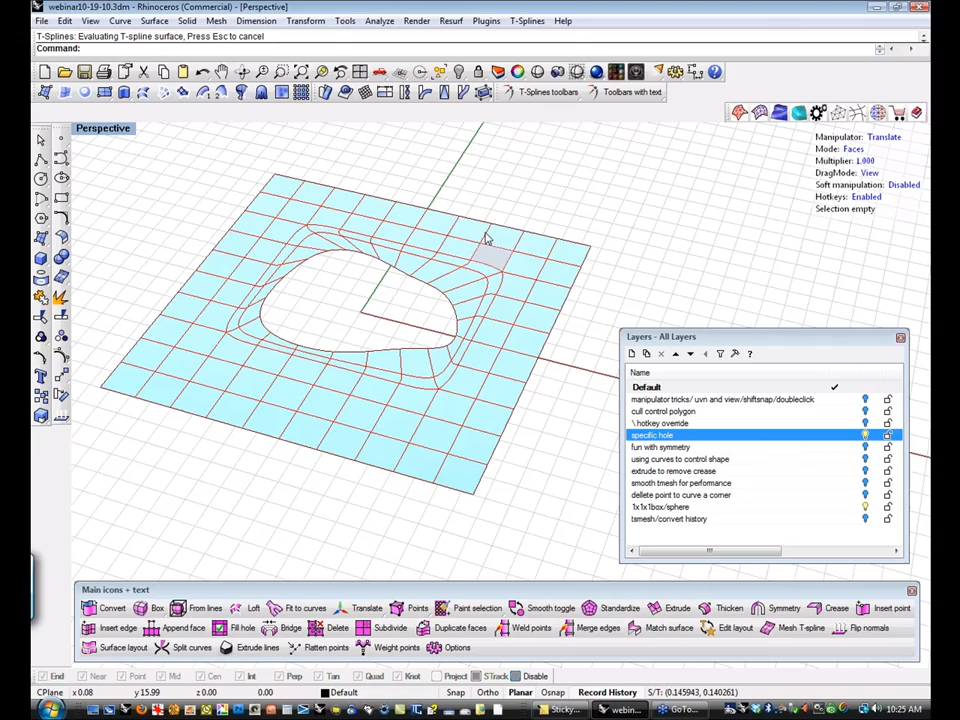 webinar10-19-10.3dm - Rhinoceros (Commercial) - [Perspective]
File Edit View Curve Surface Solid Mesh Dimension Transform Tools Analyze Render Resurf Plugins T-Splines Help
T-Splines: Evaluating T-spline surface, Press Esc to cancel
Command:
T-Splines toolbars Toolbars with text
Perspective
Manipulator: Translate
Mode: Faces
Multiplier: 1.000
DragMode: View
Soft manipulation: Disabled
Hotkeys: Enabled
Selection empty
Layers - All Layers
Name
Default
manipulator tricks/ uvn and view/shiftsnap/doubleclick
cull control polygon
\hotkey override
specific hole
fun with symmetry
using curves to control shape
extrude to remove crease
smooth tmesh for performance
dellete point to curve a corner
1x1x1box/sphere
tsmesh/convert history
Main icons + text
Convert Box From lines Loft Fit to curves Translate Points Paint selection Smooth toggle Standardize Extrude Thicken Symmetry Crease Insert point
Insert edge Append face Fill hole Bridge Delete Subdivide Duplicate faces Weld points Merge edges Match surface Edit layout Mesh T-spline Flip normals
Surface layout Split curves Extrude lines Flatten points Weight points Options
End Near Point Mid Cen Int Perp Tan Quad Knot Project STrack Disable
CPlane x 0.08 y 15.99 z 0.00 0.00 Default Snap Ortho Planar Osnap Record History S/T: (0.145943, 0.140261)
Sticky... webin... GoTo... 10:25 AM